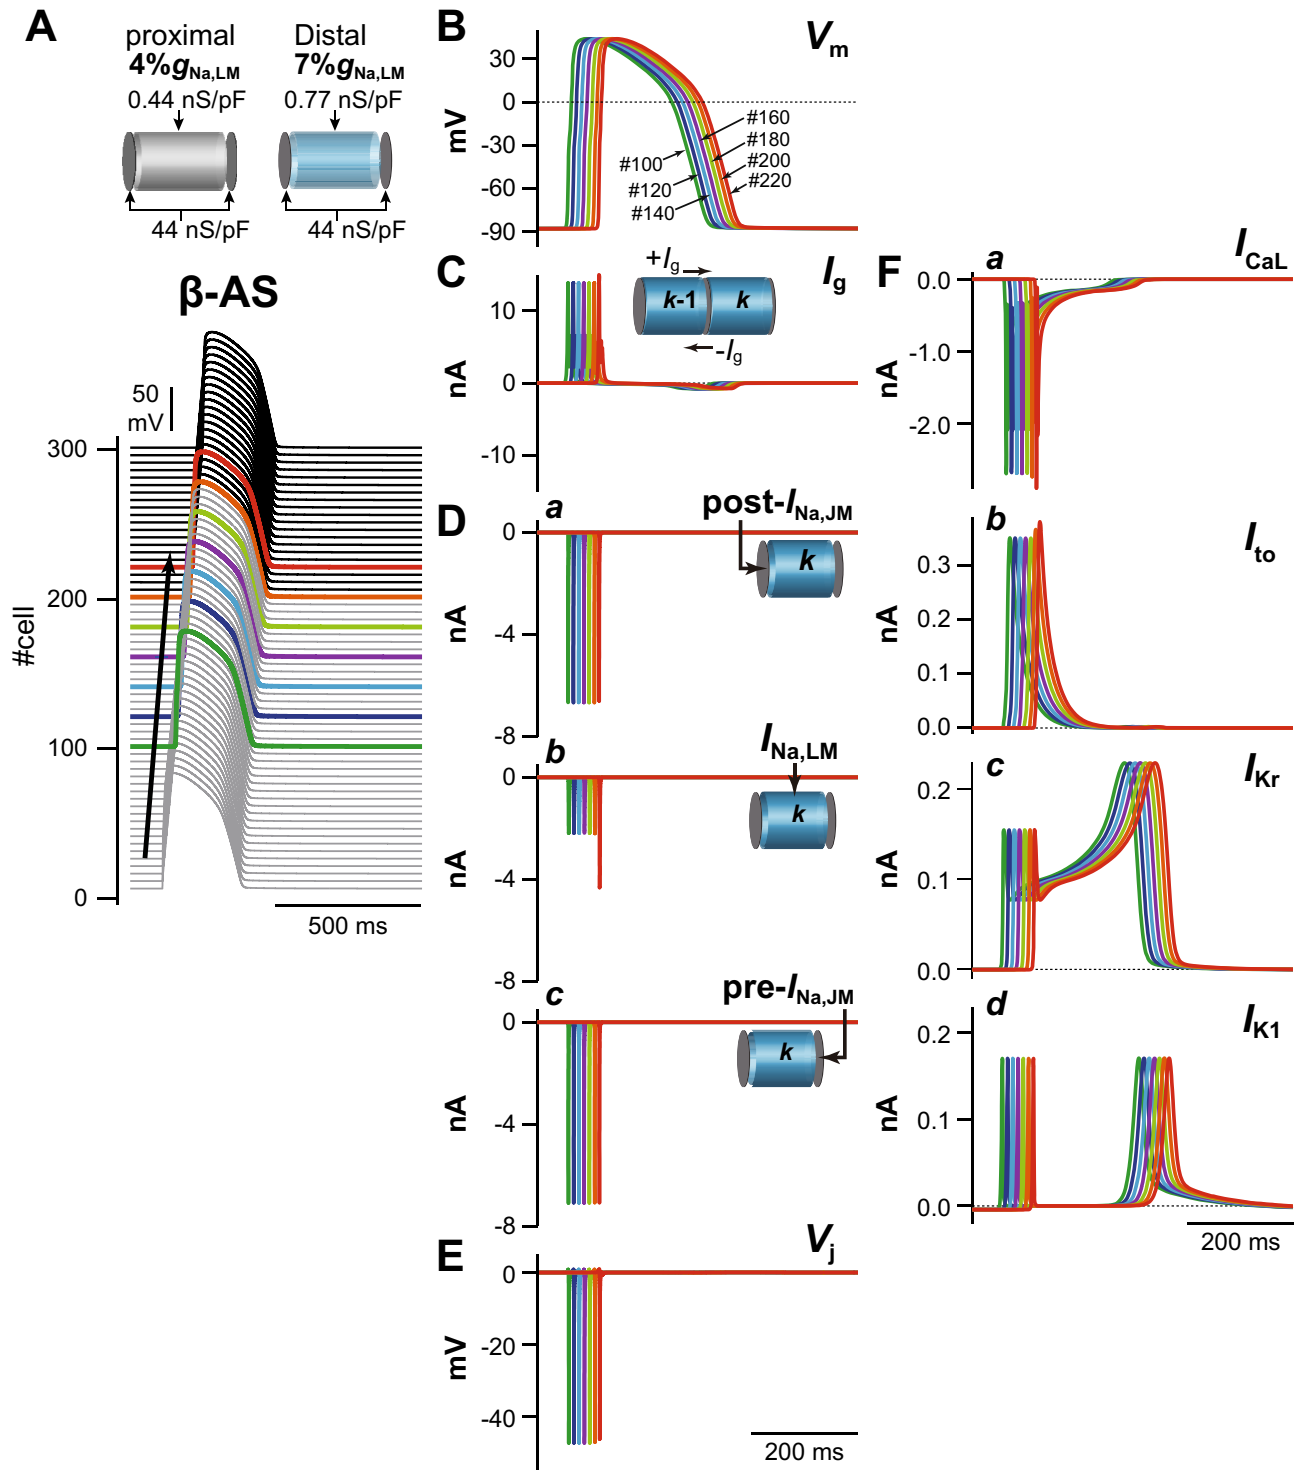 A
proximal
4%gNa,LM
0.44 nS/pF
44 nS/pF
Distal
7%gNa,LM
0.77 nS/pF
44 nS/pF
β-AS
50
mV
300
200
100
0
#cell
500 ms
B
Vm
mV
30
0
-30
-60
-90
#100
#120
#140
#160
#180
#200
#220
C
Ig
+Ig
k-1
k
-Ig
nA
10
0
-10
D
a
post-INa,JM
k
nA
0
-4
-8
b
INa,LM
k
nA
0
-4
-8
c
pre-INa,JM
k
nA
0
-4
-8
E
Vj
mV
0
-20
-40
200 ms
F
a
ICaL
nA
0.0
-1.0
-2.0
b
Ito
nA
0.3
0.2
0.1
0.0
c
IKr
nA
0.2
0.1
0.0
d
IK1
nA
0.2
0.1
0.0
200 ms